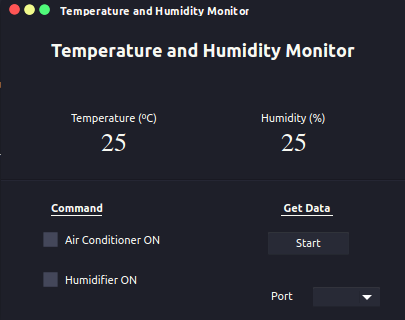 Temperature and Humidity Monitor
Temperature and Humidity Monitor
Temperature (ºC) Humidity (%)
25 25
Command Get Data
Air Conditioner ON Start
Humidifier ON
Port